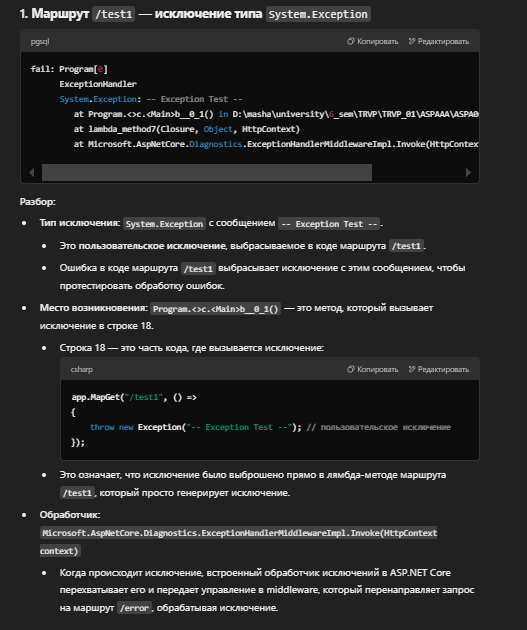 1. Маршрут /test1 — исключение типа System.Exception
pgsql Копировать Редактировать
fail: Program[0]
ExceptionHandler
System.Exception: -- Exception Test --
at Program.<>c.<Main>b__0_1() in D:\masha\university\6_sem\TRVP\TRVP_01\ASPAAA\ASPA0
at lambda_method7(Closure, Object, HttpContext)
at Microsoft.AspNetCore.Diagnostics.ExceptionHandlerMiddlewareImpl.Invoke(HttpContex
Разбор:
• Тип исключения: System.Exception с сообщением -- Exception Test --.
• Это пользовательское исключение, выбрасываемое в коде маршрута /test1.
• Ошибка в коде маршрута /test1 выбрасывает исключение с этим сообщением, чтобы
протестировать обработку ошибок.
• Место возникновения: Program.<>c.<Main>b__0_1() — это метод, который вызывает
исключение в строке 18.
• Строка 18 — это часть кода, где вызывается исключение:
csharp Копировать Редактировать
app.MapGet("/test1", () =>
{
throw new Exception("-- Exception Test --"); // пользовательское исключение
});
• Это означает, что исключение было выброшено прямо в лямбда-методе маршрута
/test1, который просто генерирует исключение.
• Обработчик:
Microsoft.AspNetCore.Diagnostics.ExceptionHandlerMiddlewareImpl.Invoke(HttpContext
context)
• Когда происходит исключение, встроенный обработчик исключений в ASP.NET Core
перехватывает его и передает управление в middleware, который перенаправляет запрос
на маршрут /error, обрабатывая исключение.